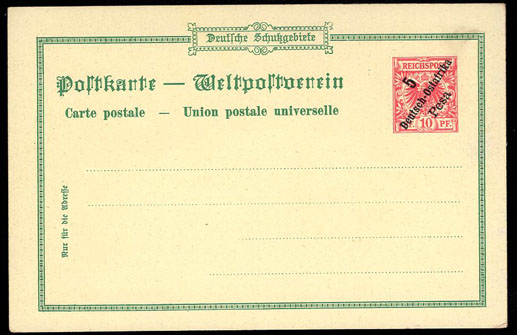 Deutsche Schutzgebiete
Postkarte — Weltpostverein
Carte postale — Union postale universelle
REICHSPOST
5
Deutsch-Ostafrika
Pesa
10 PF.
Nur für die Adresse